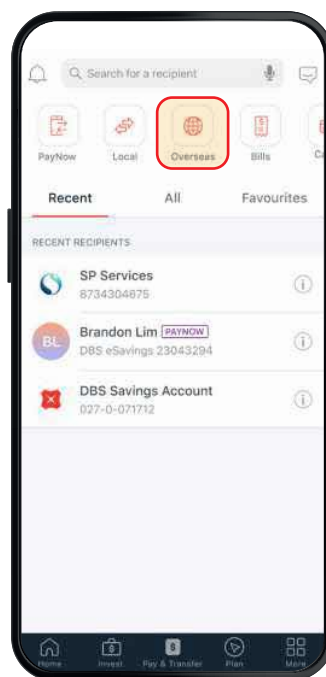 Search for a recipient
PayNow Local Overseas Bills Ca
Recent All Favourites
RECENT RECIPIENTS
SP Services
8734304675
BL Brandon Lim PAYNOW
DBS eSavings 23043294
DBS Savings Account
027-0-071712
Home Invest Pay & Transfer Plan More